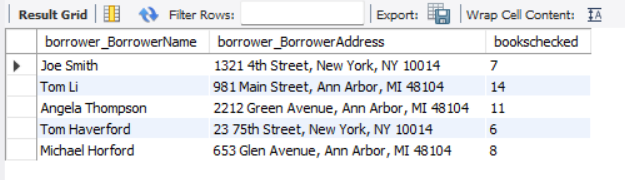 Result Grid Filter Rows: Export: Wrap Cell Content: IA
borrower_BorrowerName borrower_BorrowerAddress bookschecked
Joe Smith 1321 4th Street, New York, NY 10014 7
Tom Li 981 Main Street, Ann Arbor, MI 48104 14
Angela Thompson 2212 Green Avenue, Ann Arbor, MI 48104 11
Tom Haverford 23 75th Street, New York, NY 10014 6
Michael Horford 653 Glen Avenue, Ann Arbor, MI 48104 8